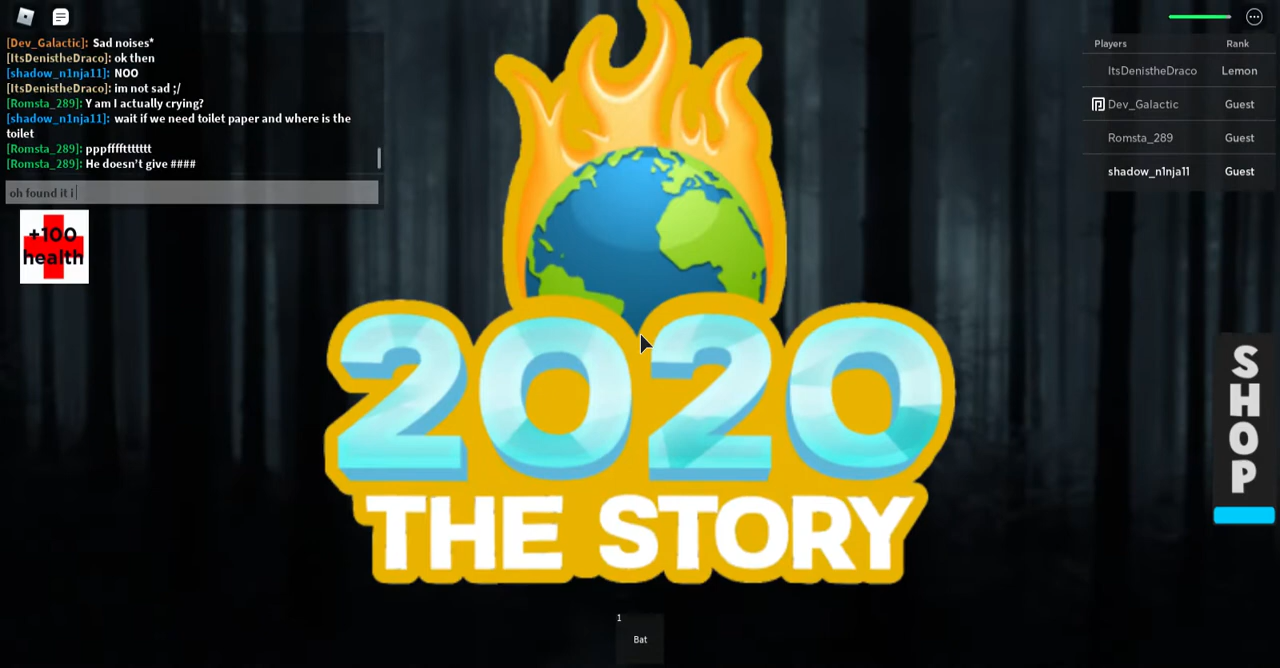 [Dev_Galactic]: Sad noises*
[ItsDenistheDraco]: ok then
[shadow_n1nja11]: NOO
[ItsDenistheDraco]: im not sad ;/
[Romsta_289]: Y am I actually crying?
[shadow_n1nja11]: wait if we need toilet paper and where is the
toilet
[Romsta_289]: pppfffftttttttt
[Romsta_289]: He doesn't give ####
oh found it i
+100
health
Players Rank
ItsDenistheDraco Lemon
Dev_Galactic Guest
Romsta_289 Guest
shadow_n1nja11 Guest
2020
THE STORY
SHOP
1
Bat